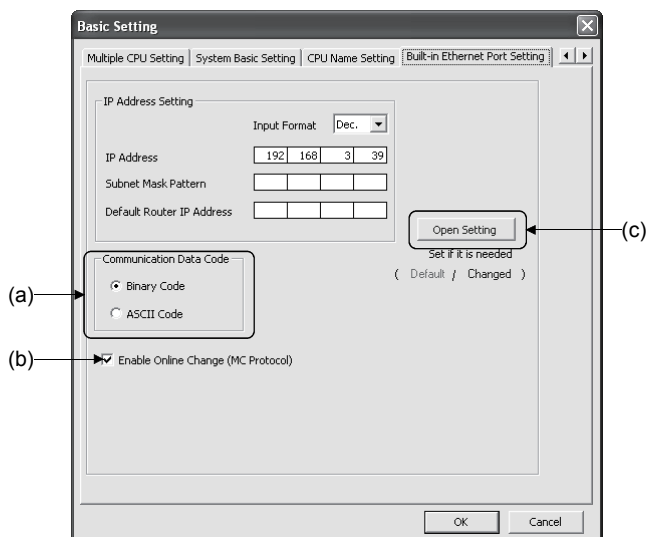 Basic Setting
Multiple CPU Setting System Basic Setting CPU Name Setting Built-in Ethernet Port Setting
IP Address Setting
Input Format Dec.
IP Address 192 168 3 39
Subnet Mask Pattern
Default Router IP Address
Open Setting
(c)
Set if it is needed
( Default / Changed )
Communication Data Code
(a)
Binary Code
ASCII Code
(b)
Enable Online Change (MC Protocol)
OK Cancel